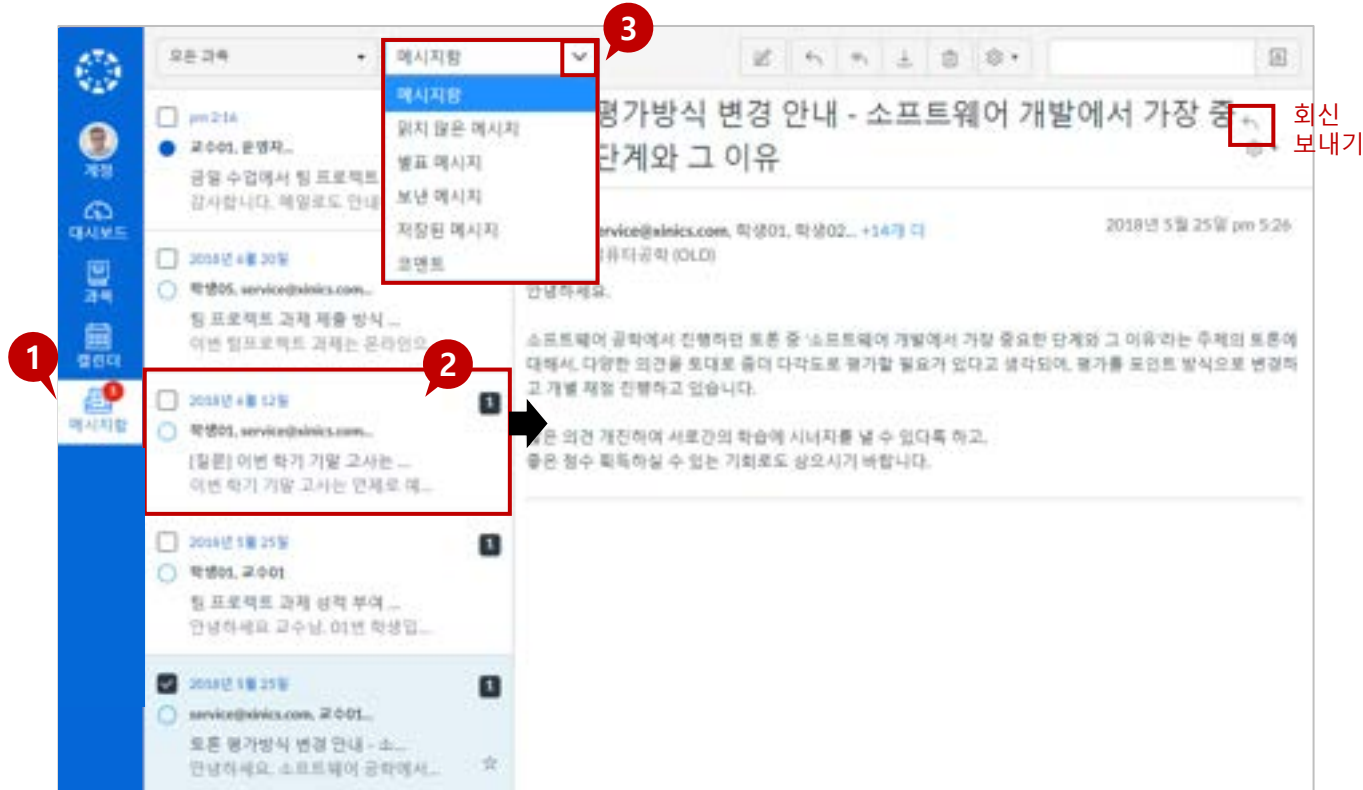 3
모든 과목
메시지함
메시지함
읽지 않은 메시지
별표 메시지
보낸 메시지
저장된 메시지
코멘트
계정
대시보드
과목
캘린더
1
메시지함
1
pm 2:16
교수01, 운영자...
금일 수업에서 팀 프로젝트
감사합니다. 메일로도 안내
2018년 6월 20일
학생05, service@xinics.com...
팀 프로젝트 과제 제출 방식 ...
이번 팀프로젝트 과제는 온라인으
2
2018년 6월 12일
1
학생01, service@xinics.com...
[질문] 이번 학기 기말 고사는 ...
이번 학기 기말 고사는 언제로 예...
2018년 5월 25일
1
학생01, 교수01
팀 프로젝트 과제 성적 부여 ...
안녕하세요 교수님, 01번 학생입...
2018년 5월 25일
1
service@xinics.com, 교수01...
토론 평가방식 변경 안내 - 소...
안녕하세요. 소프트웨어 공학에서...
평가방식 변경 안내 - 소프트웨어 개발에서 가장 중
단계와 그 이유
회신
보내기
rvice@xinics.com, 학생01, 학생02... +14개 더
2018년 5월 25일 pm 5:26
퓨터공학 (OLD)
안녕하세요.
소프트웨어 공학에서 진행하던 토론 중 '소프트웨어 개발에서 가장 중요한 단계와 그 이유'라는 주제의 토론에
대해서, 다양한 의견을 토대로 좀더 다각도로 평가할 필요가 있다고 생각되어, 평가를 포인트 방식으로 변경하
고 개별 채점 진행하고 있습니다.
은 의견 개진하여 서로간의 학습에 시너지를 낼 수 있다록 하고,
좋은 점수 획득하실 수 있는 기회로도 삼으시기 바랍니다.